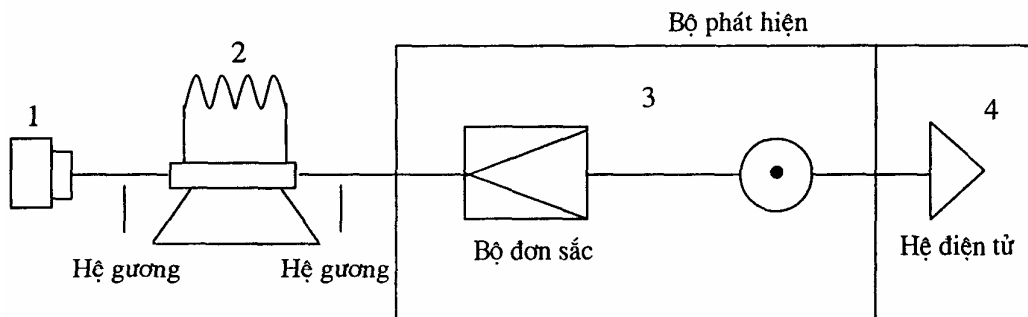 Bộ phát hiện
2
3
4
1
Hệ gương
Hệ gương
Bộ đơn sắc
Hệ điện tử